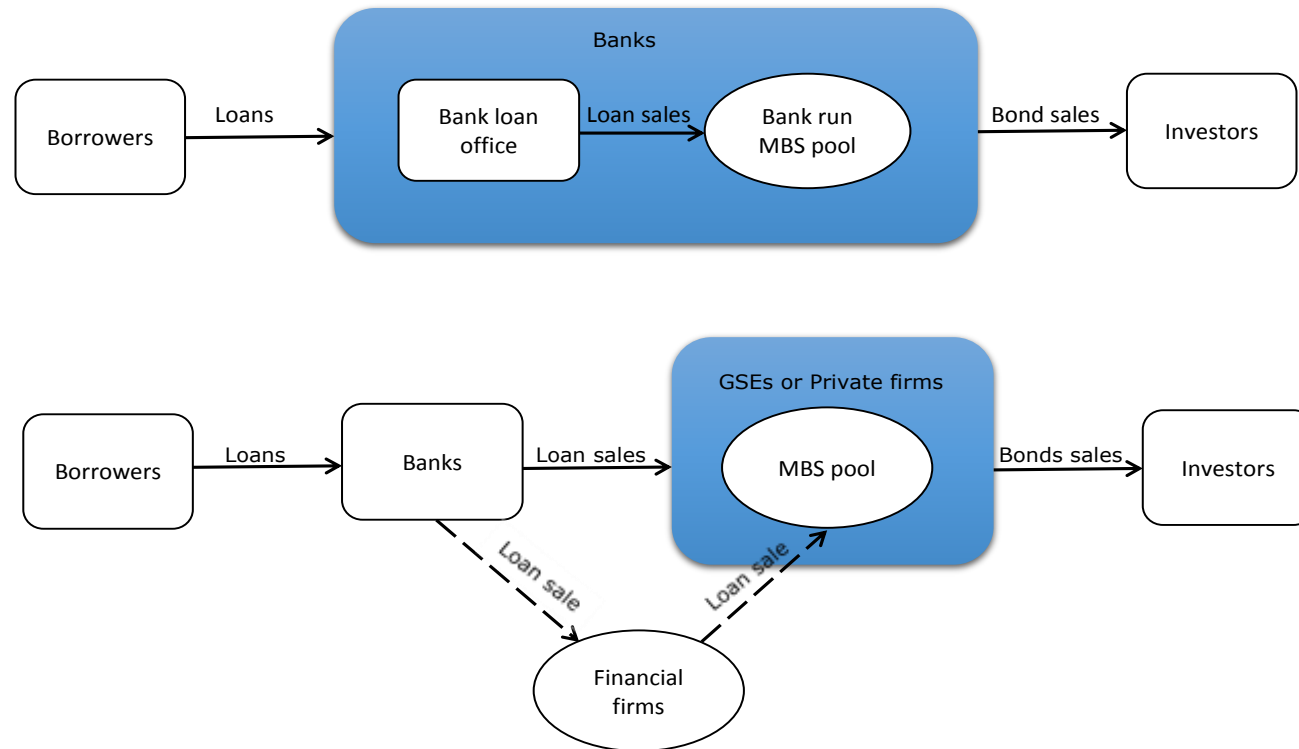 Banks
Borrowers
Loans
Bank loan
office
Loan sales
Bank run
MBS pool
Bond sales
Investors
GSEs or Private firms
Borrowers
Loans
Banks
Loan sales
MBS pool
Bonds sales
Investors
Loan sale
Loan sale
Financial
firms